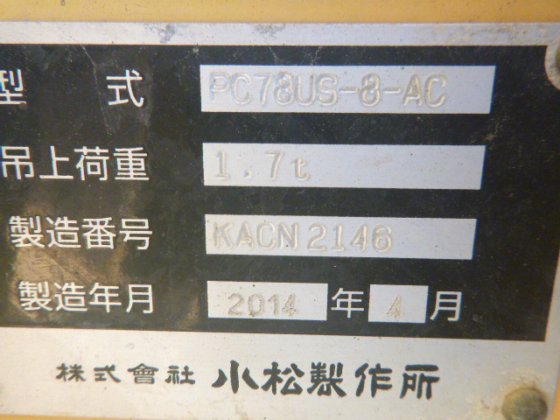 型 式 PC78US-8-AC
吊上荷重 1.7t
製造番号 KACN2146
製造年月 2014 年 4 月
株式會社 小松製作所